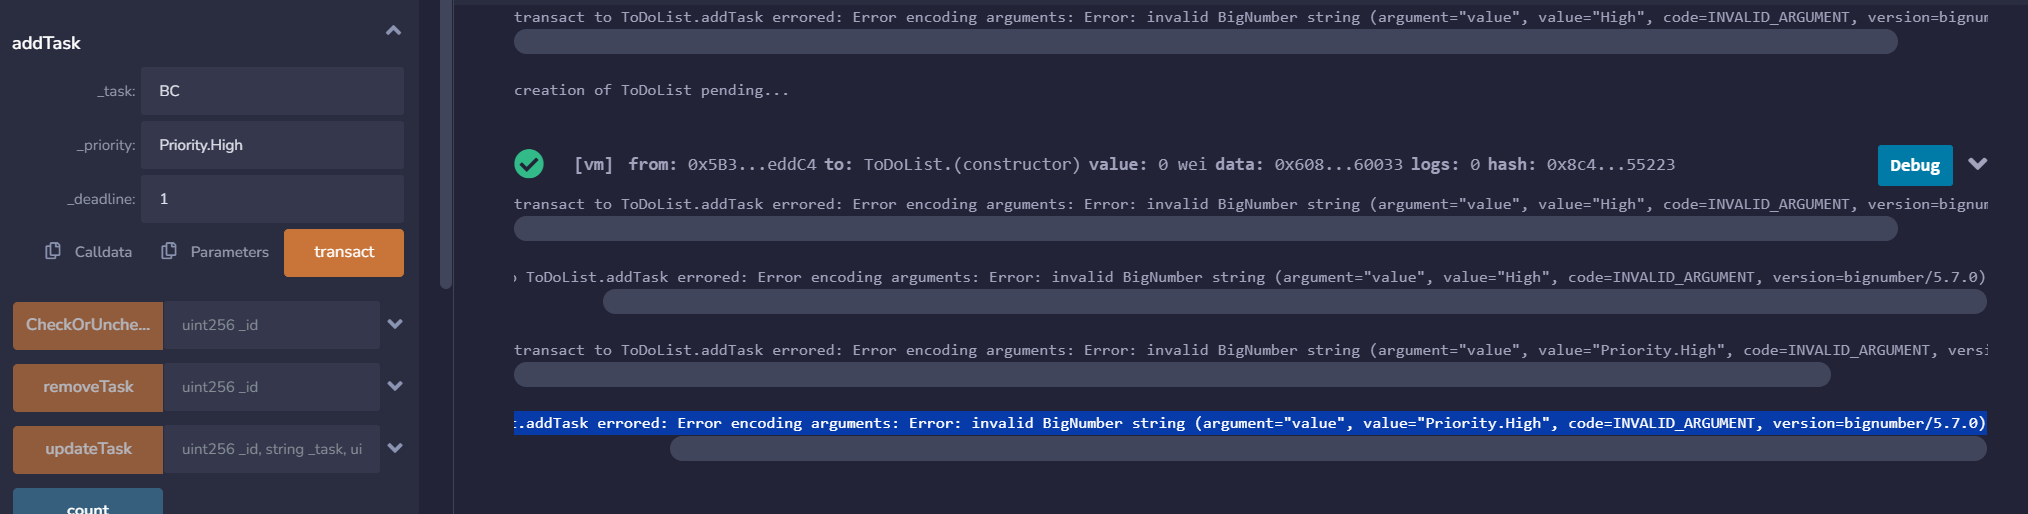 addTask
_task: BC
_priority: Priority.High
_deadline: 1
Calldata Parameters transact
CheckOrUnche... uint256 _id
removeTask uint256 _id
updateTask uint256 _id, string _task, ui
count
transact to ToDoList.addTask errored: Error encoding arguments: Error: invalid BigNumber string (argument="value", value="High", code=INVALID_ARGUMENT, version=bignum
creation of ToDoList pending...
[vm] from: 0x5B3...eddC4 to: ToDoList.(constructor) value: 0 wei data: 0x608...60033 logs: 0 hash: 0x8c4...55223 Debug
transact to ToDoList.addTask errored: Error encoding arguments: Error: invalid BigNumber string (argument="value", value="High", code=INVALID_ARGUMENT, version=bignum
ToDoList.addTask errored: Error encoding arguments: Error: invalid BigNumber string (argument="value", value="High", code=INVALID_ARGUMENT, version=bignumber/5.7.0)
transact to ToDoList.addTask errored: Error encoding arguments: Error: invalid BigNumber string (argument="value", value="Priority.High", code=INVALID_ARGUMENT, versi
.addTask errored: Error encoding arguments: Error: invalid BigNumber string (argument="value", value="Priority.High", code=INVALID_ARGUMENT, version=bignumber/5.7.0)